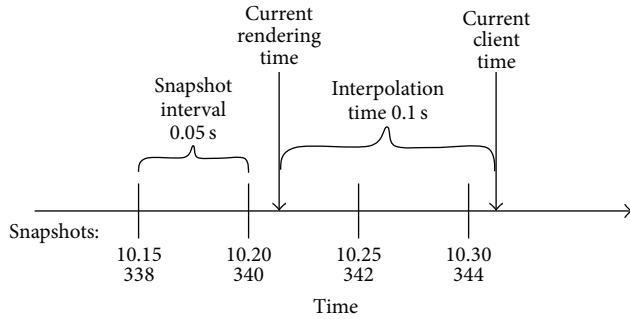 Current
rendering
time
Current
client
time
Snapshot
interval
0.05 s
Interpolation
time 0.1 s
Snapshots:
10.15 10.20 10.25 10.30
338 340 342 344
Time